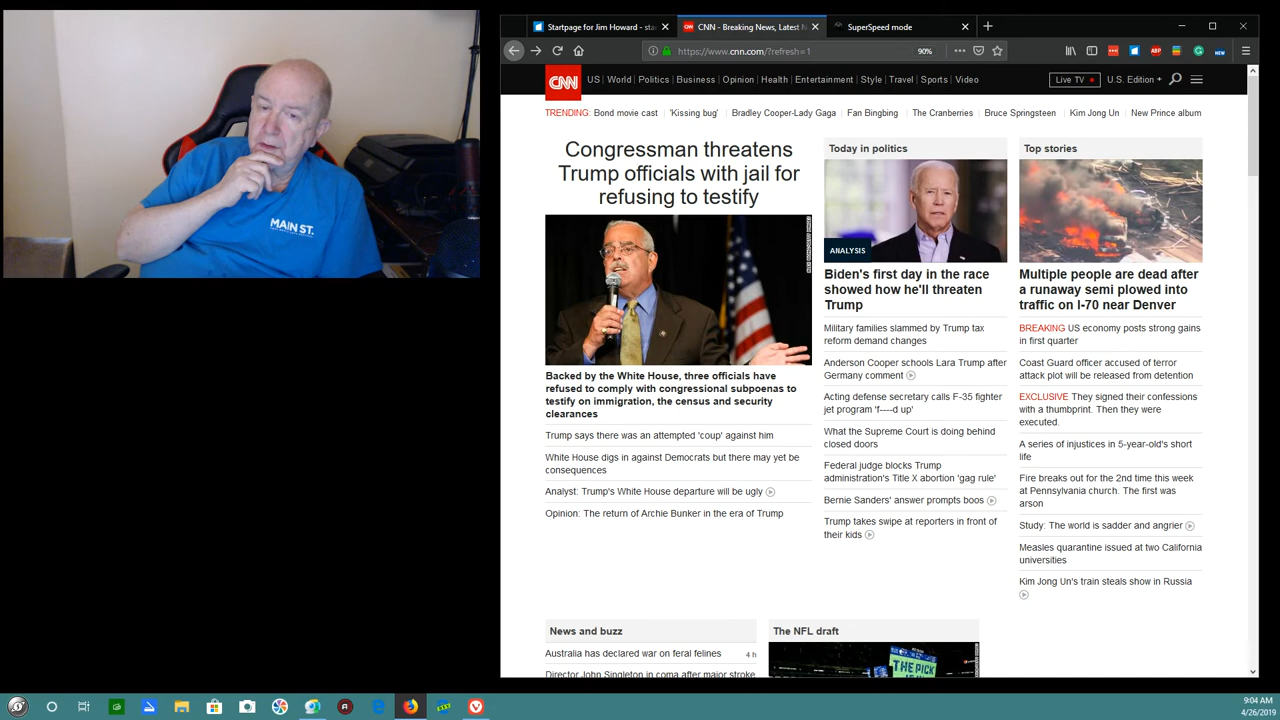 MAIN ST.
Startpage for Jim Howard - sta
CNN - Breaking News, Latest N
SuperSpeed mode
https://www.cnn.com/?refresh=1
90%
ABP
NEW
CNN
US
World
Politics
Business
Opinion
Health
Entertainment
Style
Travel
Sports
Video
Live TV
U.S. Edition +
TRENDING: Bond movie cast 'Kissing bug' Bradley Cooper-Lady Gaga Fan Bingbing The Cranberries Bruce Springsteen Kim Jong Un New Prince album
Congressman threatens
Trump officials with jail for
refusing to testify
Backed by the White House, three officials have
refused to comply with congressional subpoenas to
testify on immigration, the census and security
clearances
Trump says there was an attempted 'coup' against him
White House digs in against Democrats but there may yet be
consequences
Analyst: Trump's White House departure will be ugly
Opinion: The return of Archie Bunker in the era of Trump
Today in politics
ANALYSIS
Biden's first day in the race
showed how he'll threaten
Trump
Military families slammed by Trump tax
reform demand changes
Anderson Cooper schools Lara Trump after
Germany comment
Acting defense secretary calls F-35 fighter
jet program 'f----d up'
What the Supreme Court is doing behind
closed doors
Federal judge blocks Trump
administration's Title X abortion 'gag rule'
Bernie Sanders' answer prompts boos
Trump takes swipe at reporters in front of
their kids
Top stories
Multiple people are dead after
a runaway semi plowed into
traffic on I-70 near Denver
BREAKING US economy posts strong gains
in first quarter
Coast Guard officer accused of terror
attack plot will be released from detention
EXCLUSIVE They signed their confessions
with a thumbprint. Then they were
executed.
A series of injustices in 5-year-old's short
life
Fire breaks out for the 2nd time this week
at Pennsylvania church. The first was
arson
Study: The world is sadder and angrier
Measles quarantine issued at two California
universities
Kim Jong Un's train steals show in Russia
News and buzz
Australia has declared war on feral felines
4 h
Director John Singleton in coma after major stroke
The NFL draft
THE PICK
9:04 AM
4/26/2019